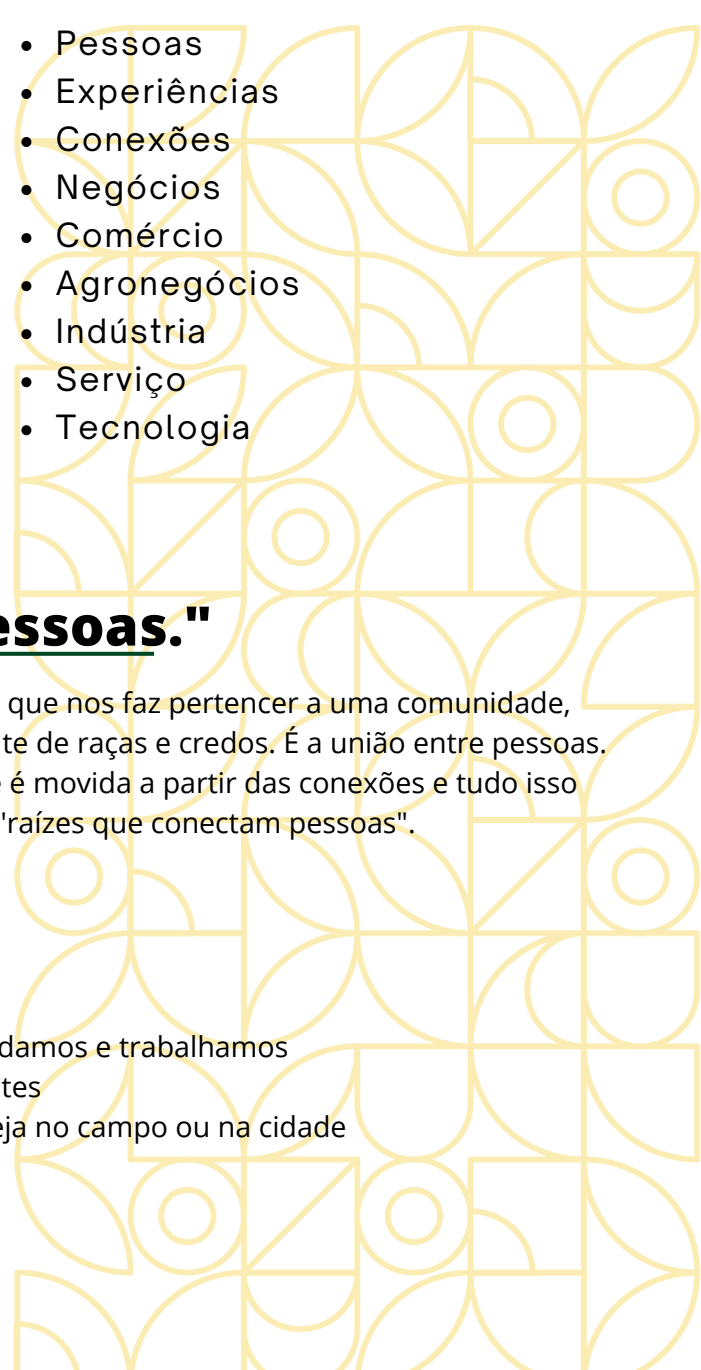 Pessoas
Experiências
Conexões
Negócios
Comércio
Agronegócios
Indústria
Serviço
Tecnologia
essoas."
que nos faz pertencer a uma comunidade,
te de raças e credos. É a união entre pessoas.
é movida a partir das conexões e tudo isso
"raízes que conectam pessoas".
damos e trabalhamos
tes
eja no campo ou na cidade